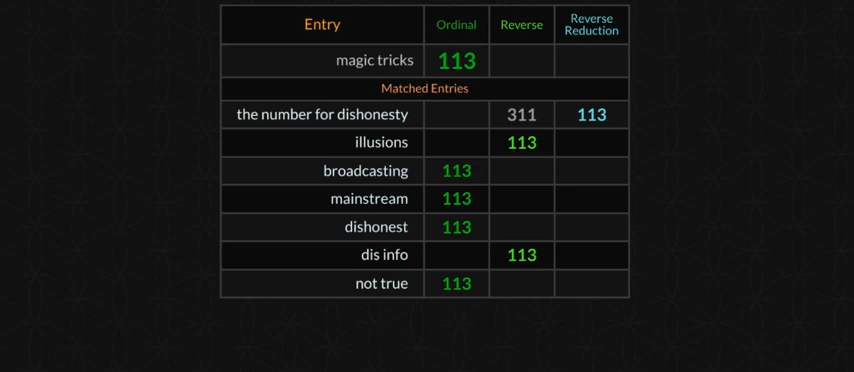 Entry Ordinal Reverse Reverse Reduction
magic tricks 113
Matched Entries
the number for dishonesty 311 113
illusions 113
broadcasting 113
mainstream 113
dishonest 113
dis info 113
not true 113